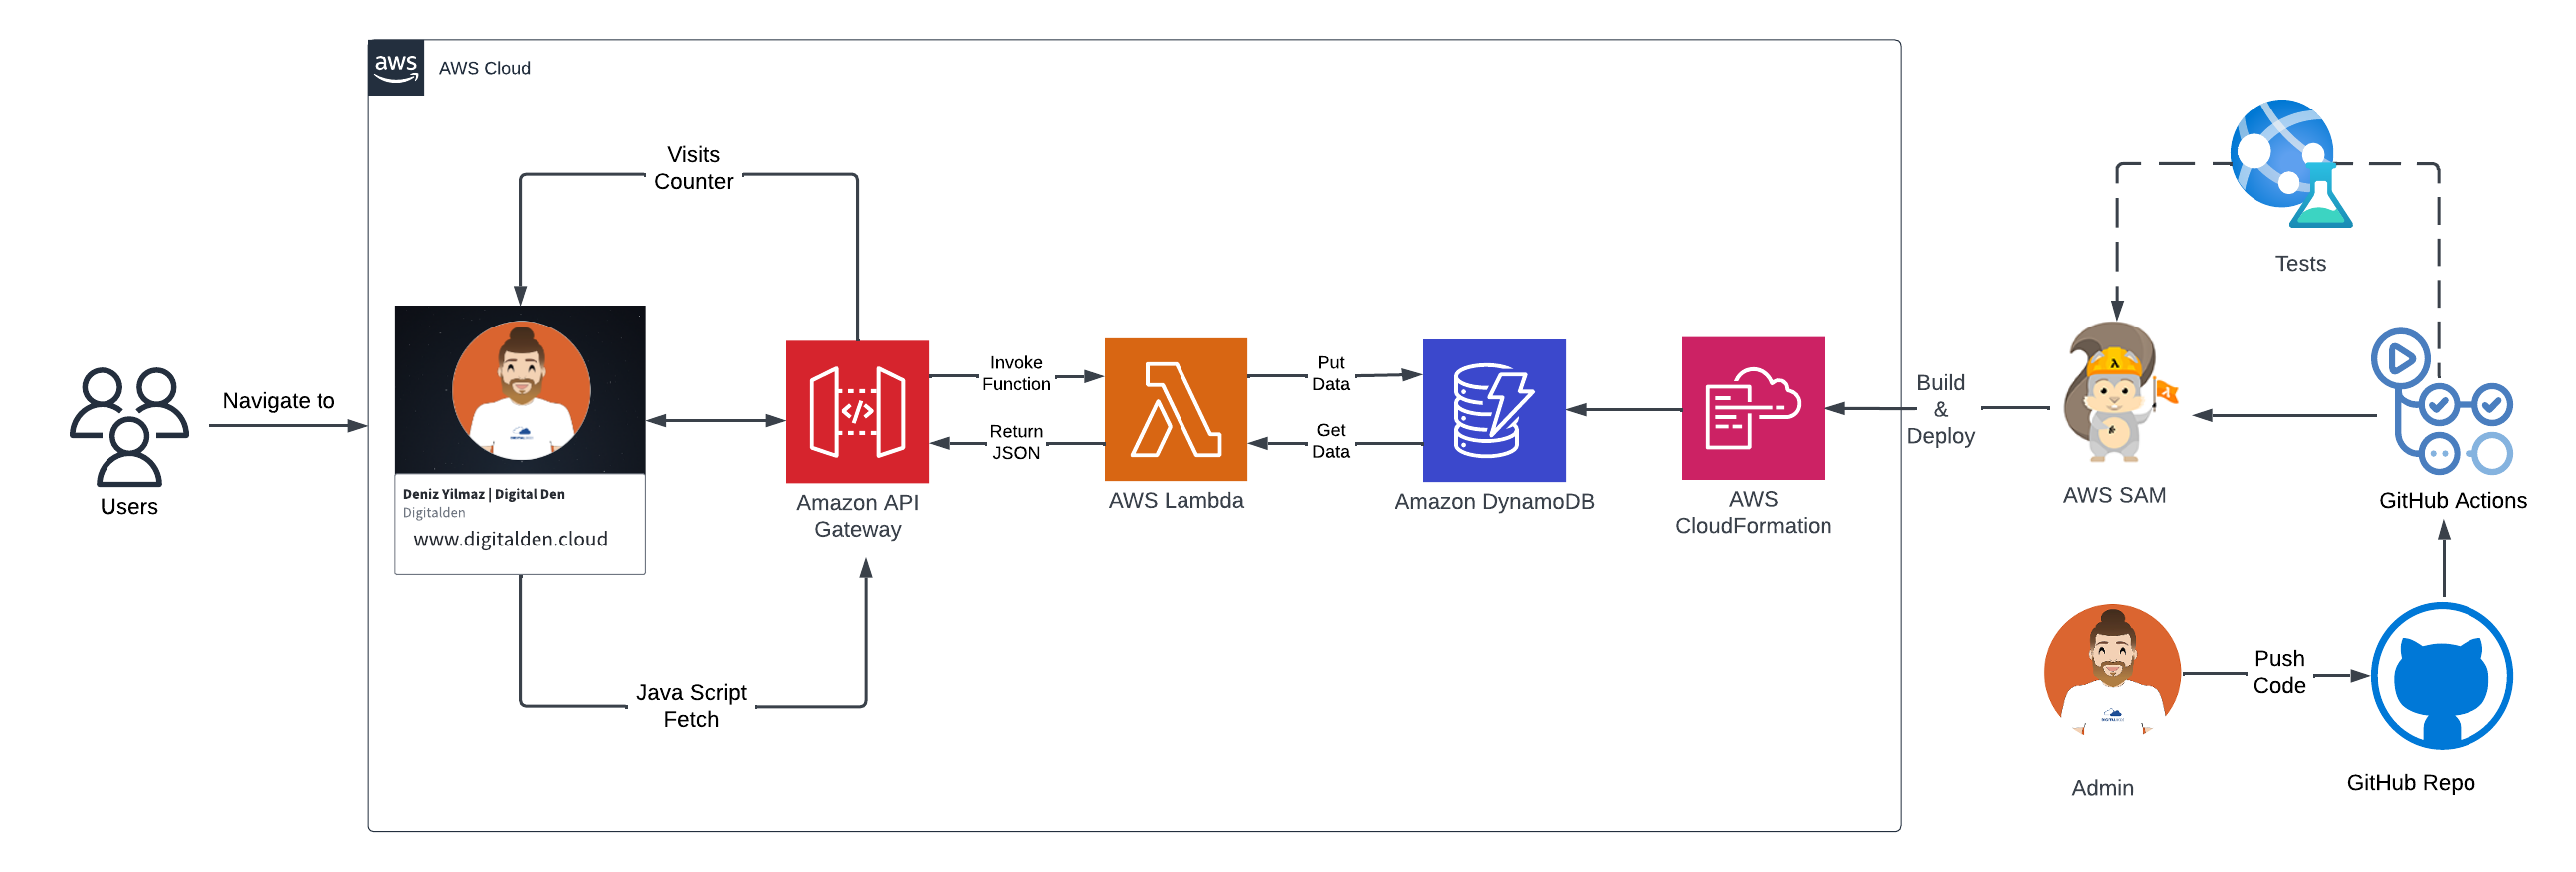 aws
AWS Cloud
Visits
Counter
Tests
Navigate to
Users
Deniz Yilmaz | Digital Den
Digitalden
www.digitalden.cloud
Amazon API
Gateway
Invoke
Function
Return
JSON
AWS Lambda
Put
Data
Get
Data
Amazon DynamoDB
AWS
CloudFormation
Build
&
Deploy
AWS SAM
GitHub Actions
Java Script
Fetch
Push
Code
Admin
GitHub Repo